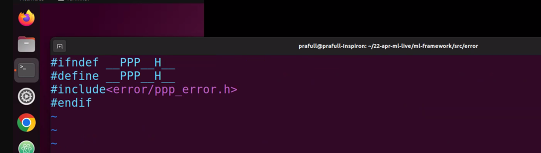 prafull@prafull-Inspiron: ~/22-apr-ml-live/ml-framework/src/error
#ifndef __PPP__H__
#define __PPP__H__
#include<error/ppp_error.h>
#endif
~
~
~